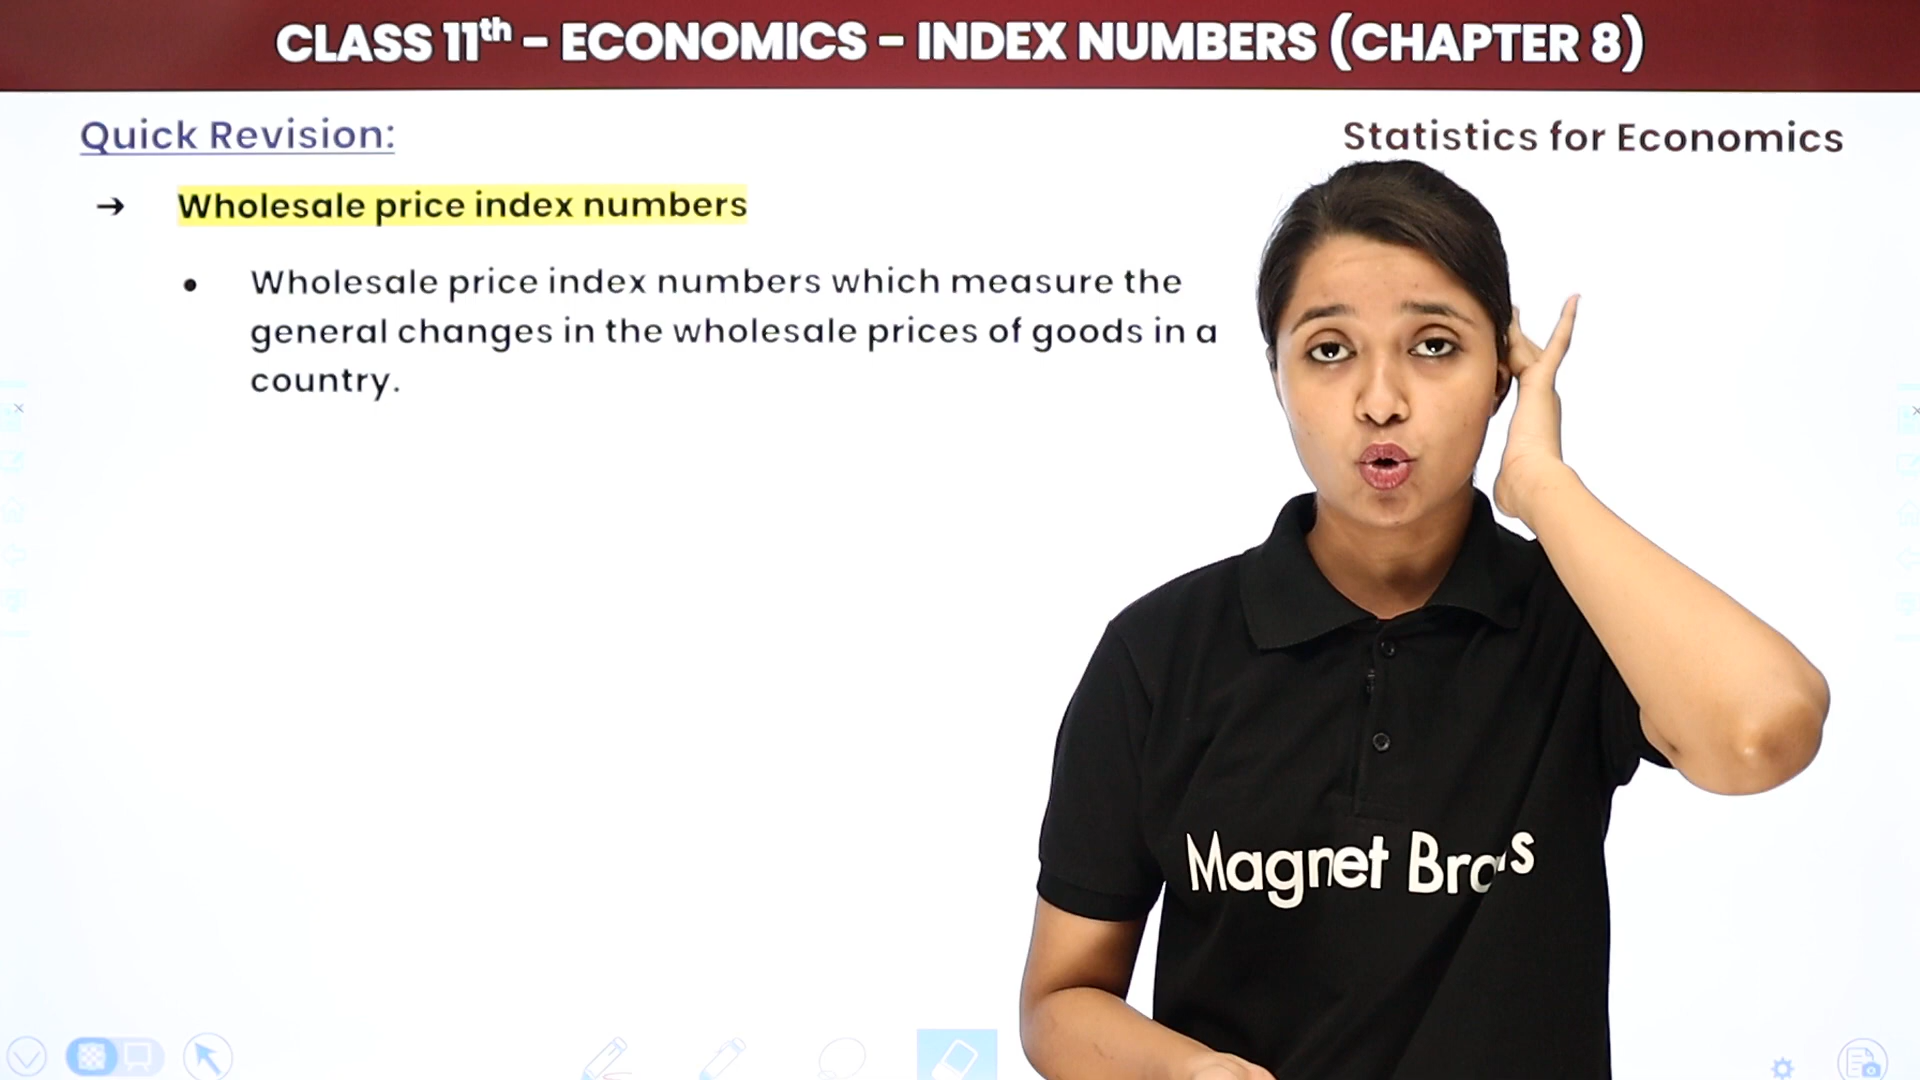 CLASS 11th - ECONOMICS - INDEX NUMBERS (CHAPTER 8)
Quick Revision:
Statistics for Economics
→ Wholesale price index numbers
• Wholesale price index numbers which measure the
general changes in the wholesale prices of goods in a
country.
Magnet